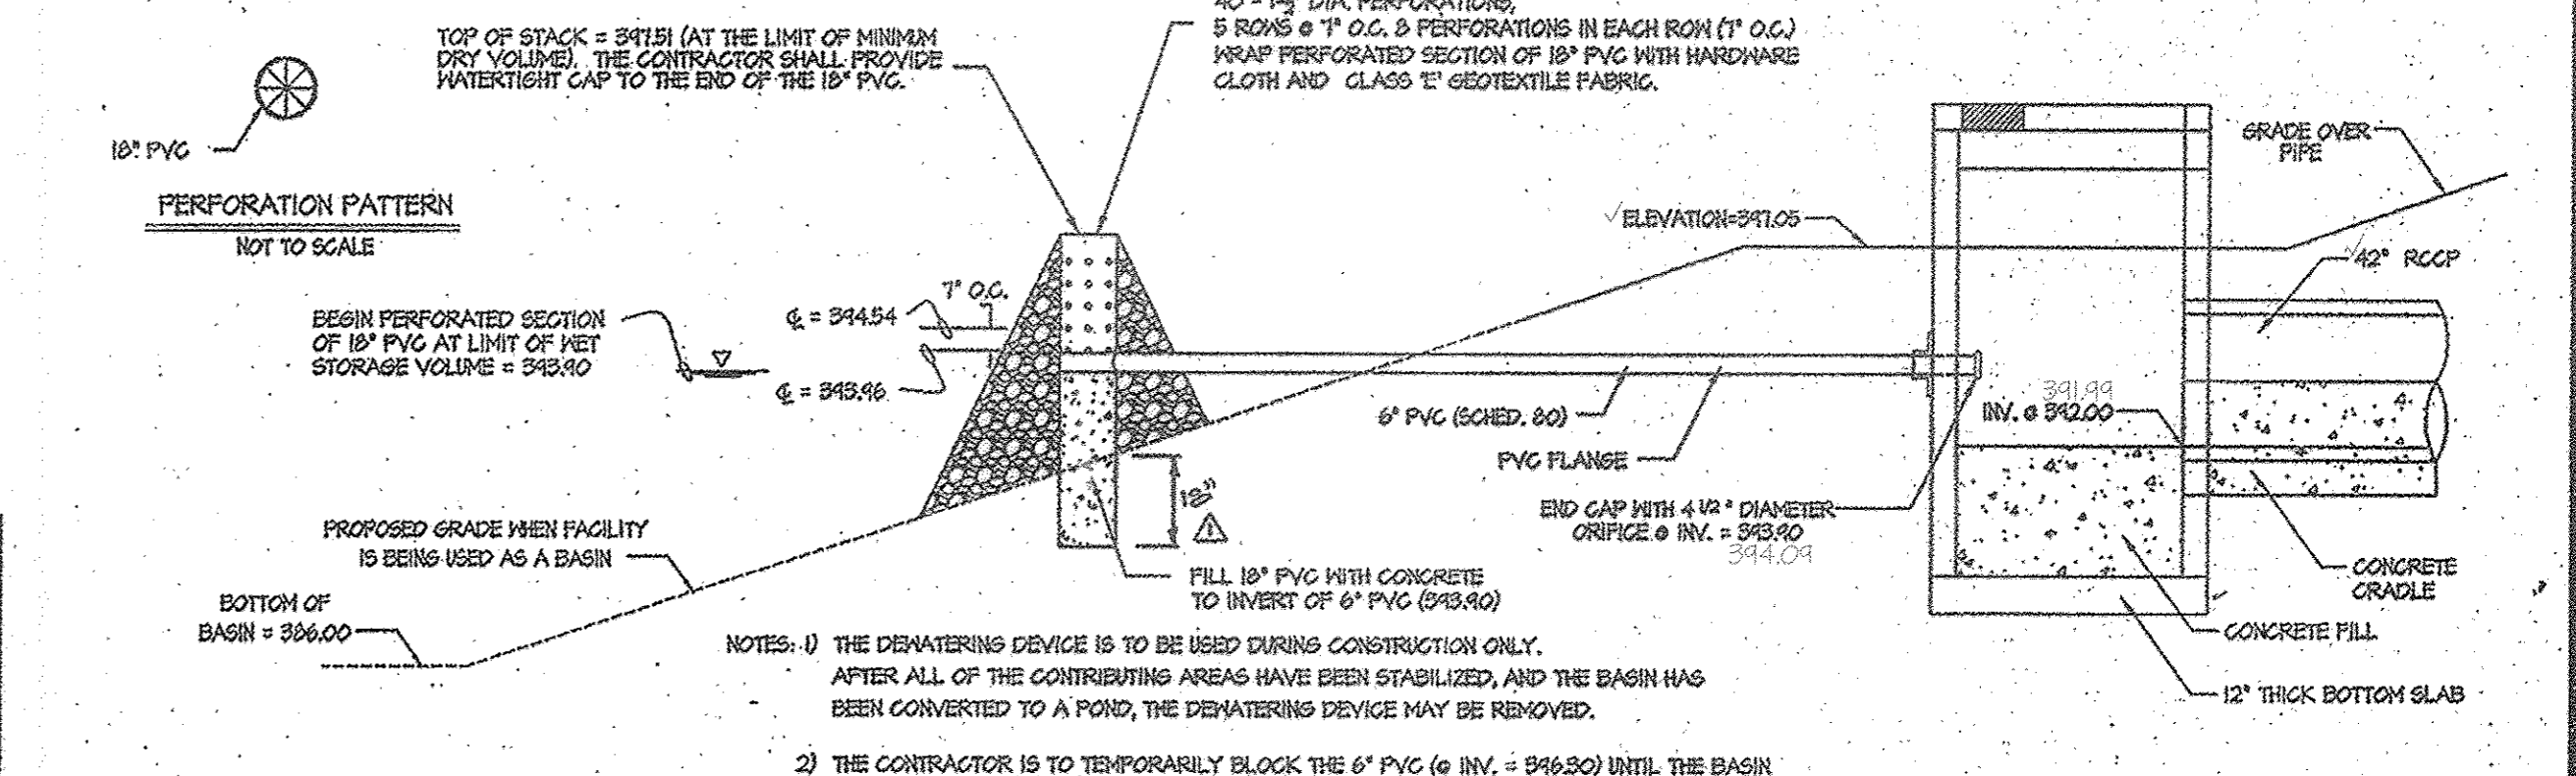 TOP OF STACK = 397.51 (AT THE LIMIT OF MINIMUM
DRY VOLUME). THE CONTRACTOR SHALL PROVIDE
WATERTIGHT CAP TO THE END OF THE 18" PVC.
DIA. PERFORATIONS,
5 ROWS @ 7" O.C. 8 PERFORATIONS IN EACH ROW (7" O.C.)
WRAP PERFORATED SECTION OF 18" PVC WITH HARDWARE
CLOTH AND CLASS 'E' GEOTEXTILE FABRIC.
18" PVC
PERFORATION PATTERN
NOT TO SCALE
GRADE OVER
PIPE
ELEVATION=397.05
42" RCCP
7" O.C.
℄ = 394.54
BEGIN PERFORATED SECTION
OF 18" PVC AT LIMIT OF WET
STORAGE VOLUME = 393.90
℄ = 393.96
6" PVC (SCHED. 80)
PVC FLANGE
391.99
INV. @ 392.00
18"
1
END CAP WITH 4 1/2" DIAMETER
ORIFICE @ INV. = 393.90
394.09
PROPOSED GRADE WHEN FACILITY
IS BEING USED AS A BASIN
BOTTOM OF
BASIN = 386.00
FILL 18" PVC WITH CONCRETE
TO INVERT OF 6" PVC (393.90)
CONCRETE
CRADLE
CONCRETE FILL
12" THICK BOTTOM SLAB
NOTES: 1) THE DEWATERING DEVICE IS TO BE USED DURING CONSTRUCTION ONLY.
AFTER ALL OF THE CONTRIBUTING AREAS HAVE BEEN STABILIZED, AND THE BASIN HAS
BEEN CONVERTED TO A POND, THE DEWATERING DEVICE MAY BE REMOVED.
2) THE CONTRACTOR IS TO TEMPORARILY BLOCK THE 6" PVC (@ INV. = 396.30) UNTIL THE BASIN